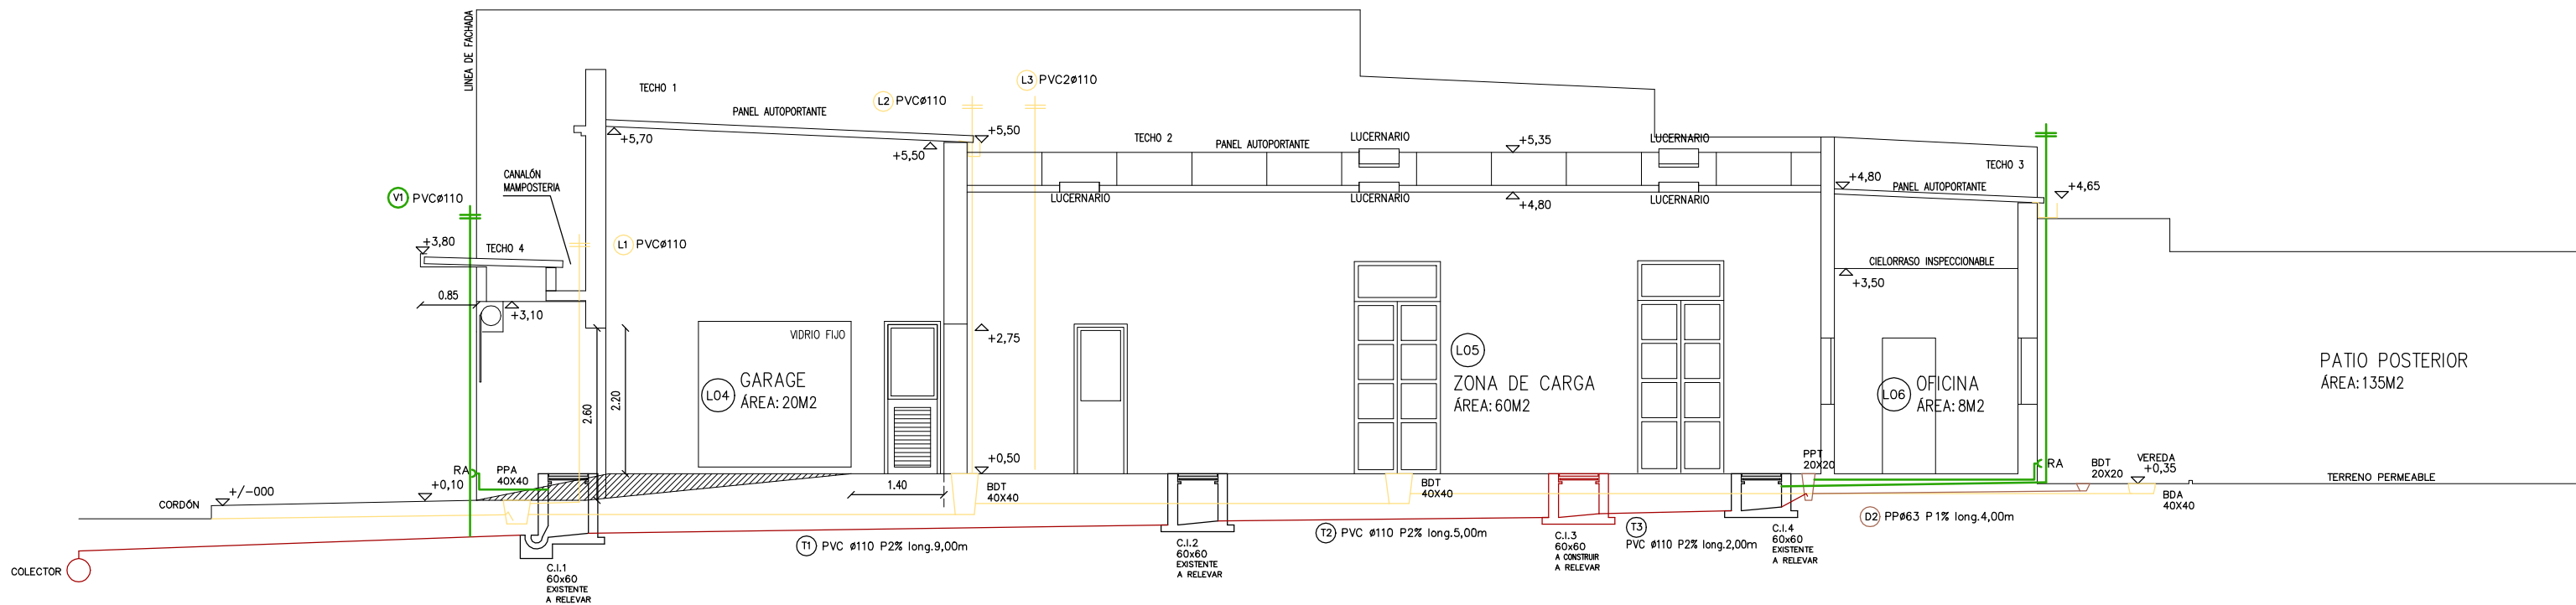 LINEA DE FACHADA
TECHO 1
PANEL AUTOPORTANTE
L2 PVCø110
L3 PVC2ø110
+5,70
+5,50
+5,50
TECHO 2
PANEL AUTOPORTANTE
LUCERNARIO
+5,35
LUCERNARIO
TECHO 3
CANALÓN
MAMPOSTERIA
V1 PVCø110
LUCERNARIO
LUCERNARIO
+4,80
LUCERNARIO
+4,80
PANEL AUTOPORTANTE
+4,65
+3,80
TECHO 4
L1 PVCø110
CIELORRASO INSPECCIONABLE
+3,50
0.85
+3,10
VIDRIO FIJO
+2,75
L04 GARAGE
ÁREA: 20M2
2.60
2.20
L05
ZONA DE CARGA
ÁREA: 60M2
L06 OFICINA
ÁREA: 8M2
PATIO POSTERIOR
ÁREA: 135M2
RA
PPA
40X40
+0,50
PPT
20X20
RA
BDT
20X20
VEREDA
+0,35
TERRENO PERMEABLE
CORDÓN
+/-000
+0,10
1.40
BDT
40X40
BDT
40X40
BDA
40X40
COLECTOR
C.I.1
60x60
EXISTENTE
A RELEVAR
T1 PVC ø110 P2% long.9,00m
C.I.2
60x60
EXISTENTE
A RELEVAR
T2 PVC ø110 P2% long.5,00m
C.I.3
60x60
A CONSTRUIR
A RELEVAR
T3
PVC ø110 P2% long.2,00m
C.I.4
60x60
EXISTENTE
A RELEVAR
D2 PPø63 P 1% long.4,00m